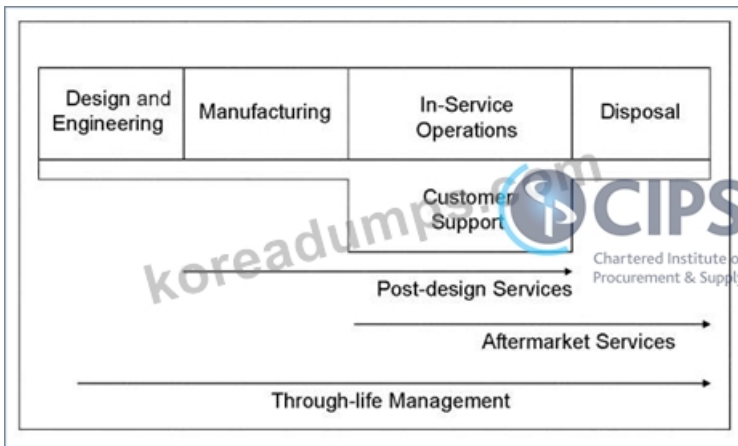 Design and
Engineering
Manufacturing
In-Service
Operations
Disposal
Customer
Support
koreadumps.com
CIPS
Chartered Institute o
Procurement & Supply
Post-design Services
Aftermarket Services
Through-life Management